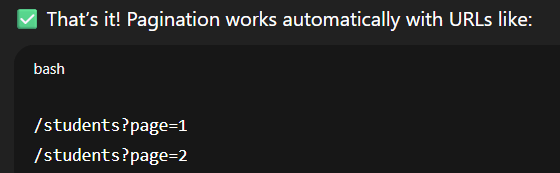 ✅ That’s it! Pagination works automatically with URLs like:
bash
/students?page=1
/students?page=2